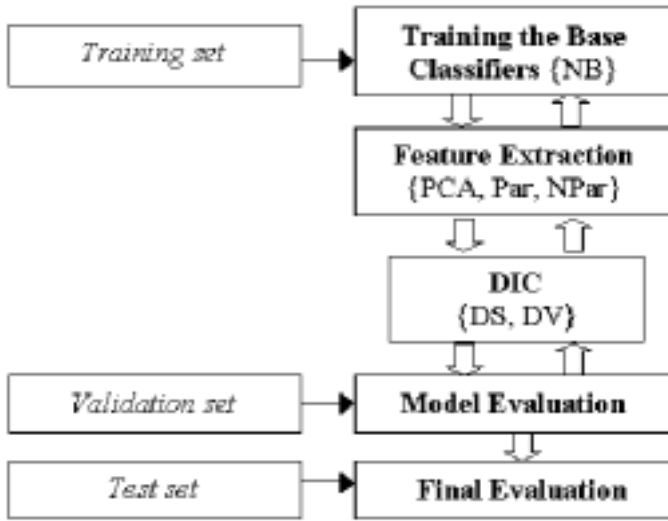 Training set
Training the Base
Classifiers {NB}
Feature Extraction
{PCA, Par, NPar}
DIC
{DS, DV}
Validation set
Model Evaluation
Test set
Final Evaluation